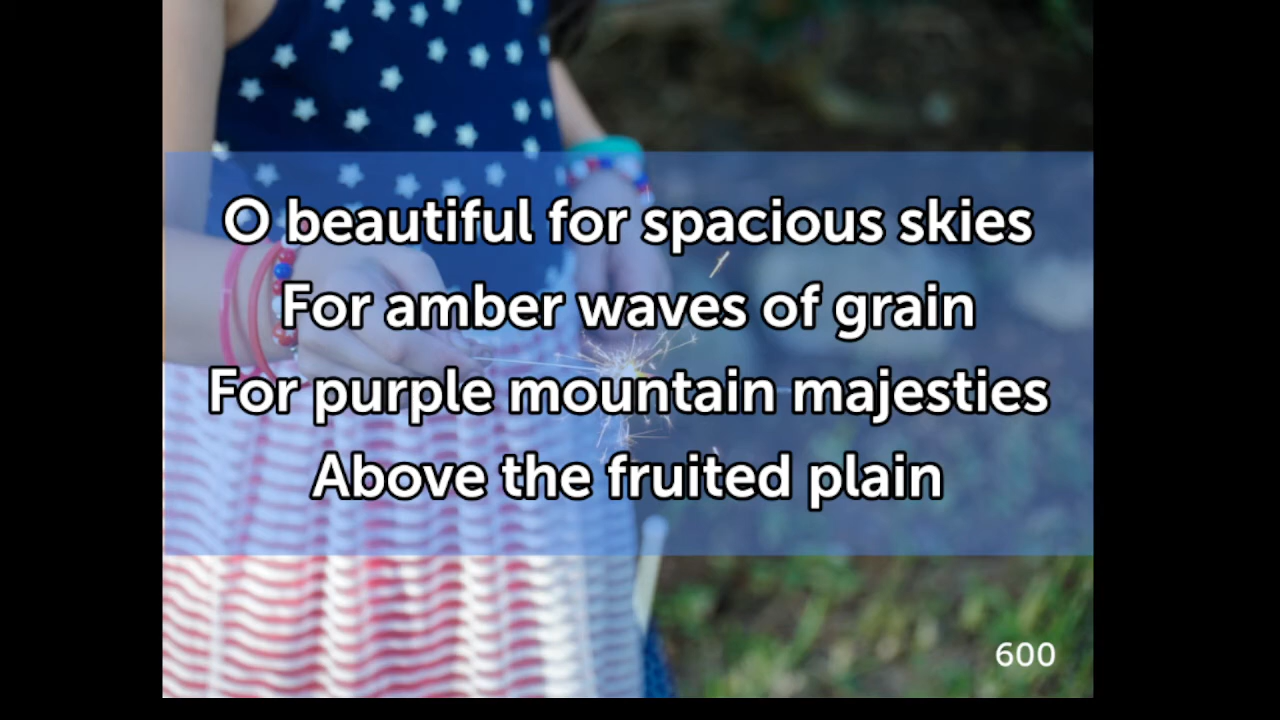 O beautiful for spacious skies
For amber waves of grain
For purple mountain majesties
Above the fruited plain
600